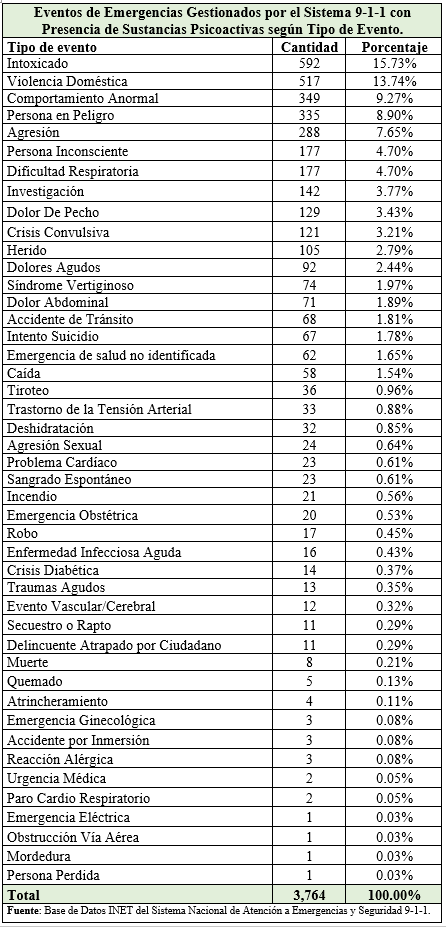 Eventos de Emergencias Gestionados por el Sistema 9-1-1 con
Presencia de Sustancias Psicoactivas según Tipo de Evento.
Tipo de evento Cantidad Porcentaje
Intoxicado 592 15.73%
Violencia Doméstica 517 13.74%
Comportamiento Anormal 349 9.27%
Persona en Peligro 335 8.90%
Agresión 288 7.65%
Persona Inconsciente 177 4.70%
Dificultad Respiratoria 177 4.70%
Investigación 142 3.77%
Dolor De Pecho 129 3.43%
Crisis Convulsiva 121 3.21%
Herido 105 2.79%
Dolores Agudos 92 2.44%
Síndrome Vertiginoso 74 1.97%
Dolor Abdominal 71 1.89%
Accidente de Tránsito 68 1.81%
Intento Suicidio 67 1.78%
Emergencia de salud no identificada 62 1.65%
Caída 58 1.54%
Tiroteo 36 0.96%
Trastorno de la Tensión Arterial 33 0.88%
Deshidratación 32 0.85%
Agresión Sexual 24 0.64%
Problema Cardíaco 23 0.61%
Sangrado Espontáneo 23 0.61%
Incendio 21 0.56%
Emergencia Obstétrica 20 0.53%
Robo 17 0.45%
Enfermedad Infecciosa Aguda 16 0.43%
Crisis Diabética 14 0.37%
Traumas Agudos 13 0.35%
Evento Vascular/Cerebral 12 0.32%
Secuestro o Rapto 11 0.29%
Delincuente Atrapado por Ciudadano 11 0.29%
Muerte 8 0.21%
Quemado 5 0.13%
Atrincheramiento 4 0.11%
Emergencia Ginecológica 3 0.08%
Accidente por Inmersión 3 0.08%
Reacción Alérgica 3 0.08%
Urgencia Médica 2 0.05%
Paro Cardio Respiratorio 2 0.05%
Emergencia Eléctrica 1 0.03%
Obstrucción Vía Aérea 1 0.03%
Mordedura 1 0.03%
Persona Perdida 1 0.03%
Total 3,764 100.00%
Fuente: Base de Datos INET del Sistema Nacional de Atención a Emergencias y Seguridad 9-1-1.